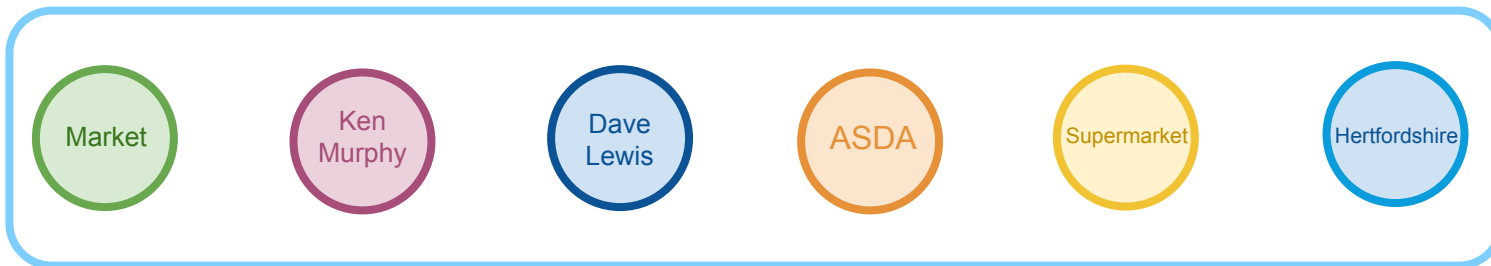 Market
Ken
Murphy
Dave
Lewis
ASDA
Supermarket
Hertfordshire